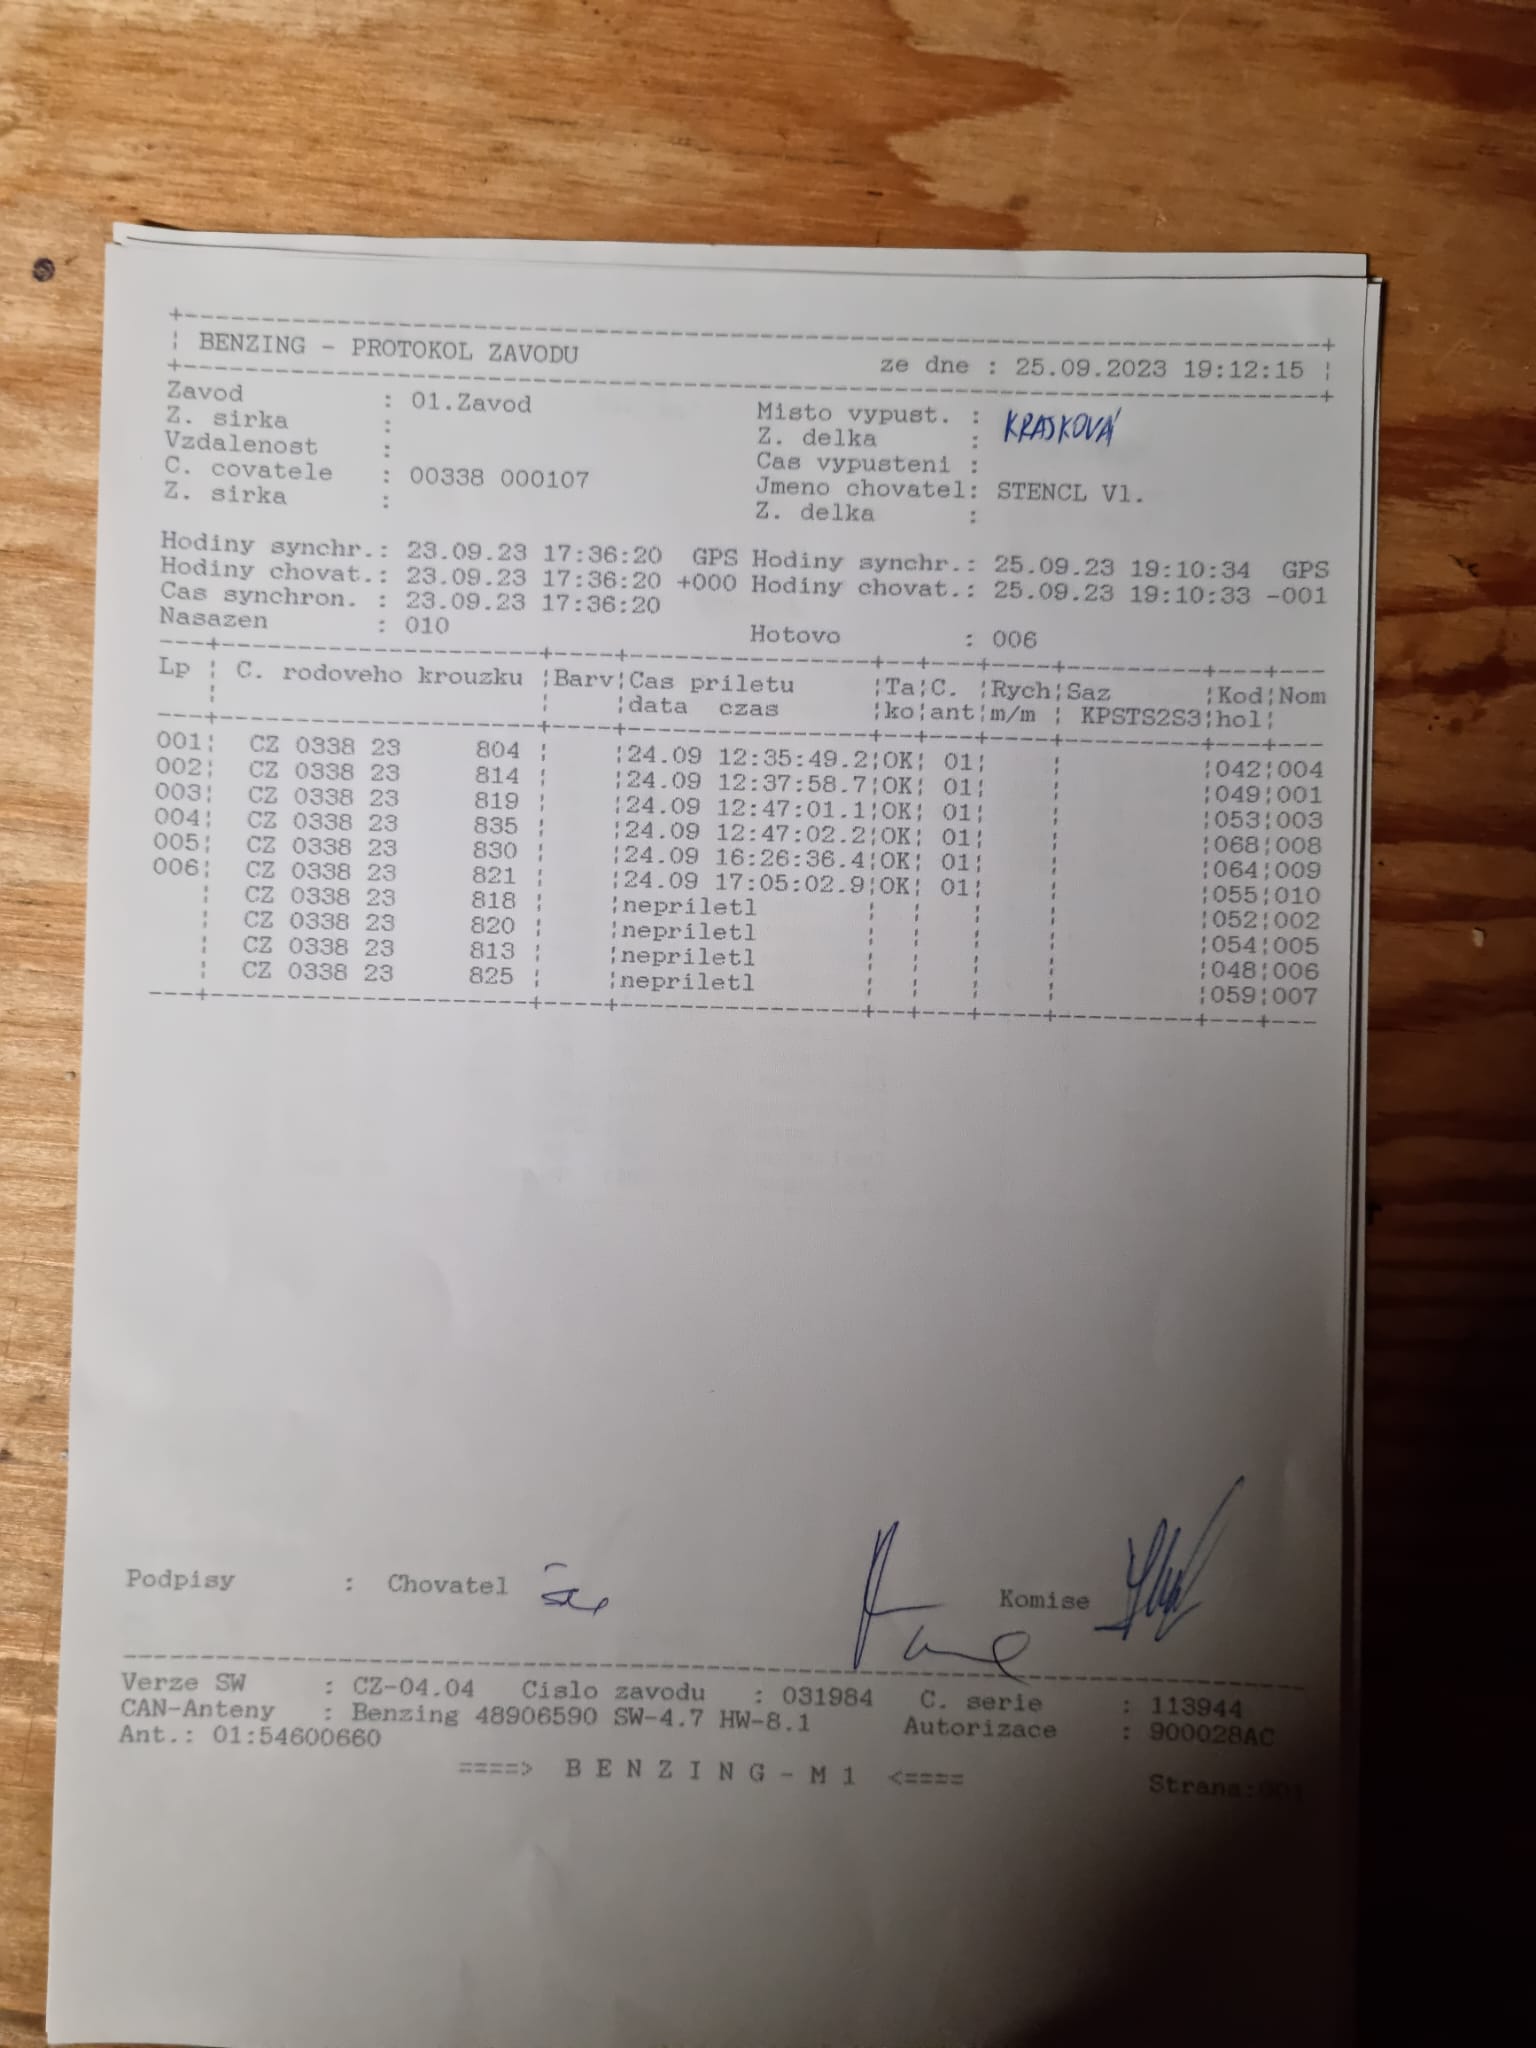 +--------------------------------------------------------------------------+
¦ BENZING - PROTOKOL ZAVODU ze dne : 25.09.2023 19:12:15 ¦
+--------------------------------------------------------------------------+
Zavod : 01.Zavod Misto vypust. : KRASKOVÁ
Z. sirka : Z. delka :
Vzdalenost : Cas vypusteni :
C. covatele : 00338 000107 Jmeno chovatel: STENCL Vl.
Z. sirka : Z. delka :
Hodiny synchr.: 23.09.23 17:36:20 GPS Hodiny synchr.: 25.09.23 19:10:34 GPS
Hodiny chovat.: 23.09.23 17:36:20 +000 Hodiny chovat.: 25.09.23 19:10:33 -001
Cas synchron. : 23.09.23 17:36:20
Nasazen : 010 Hotovo : 006
---+---------------------+----+----------------+--+---+----+---------+---+---
Lp ¦ C. rodoveho krouzku ¦Barv¦Cas priletu ¦Ta¦C. ¦Rych¦Saz ¦Kod¦Nom
¦ ¦ ¦data czas ¦ko¦ant¦m/m ¦ KPSTS2S3¦hol¦
---+---------------------+----+----------------+--+---+----+---------+---+---
001¦ CZ 0338 23 804 ¦ ¦24.09 12:35:49.2¦OK¦ 01¦ ¦ ¦042¦004
002¦ CZ 0338 23 814 ¦ ¦24.09 12:37:58.7¦OK¦ 01¦ ¦ ¦049¦001
003¦ CZ 0338 23 819 ¦ ¦24.09 12:47:01.1¦OK¦ 01¦ ¦ ¦053¦003
004¦ CZ 0338 23 835 ¦ ¦24.09 12:47:02.2¦OK¦ 01¦ ¦ ¦068¦008
005¦ CZ 0338 23 830 ¦ ¦24.09 16:26:36.4¦OK¦ 01¦ ¦ ¦064¦009
006¦ CZ 0338 23 821 ¦ ¦24.09 17:05:02.9¦OK¦ 01¦ ¦ ¦055¦010
¦ CZ 0338 23 818 ¦ ¦nepriletl ¦ ¦ ¦ ¦ ¦052¦002
¦ CZ 0338 23 820 ¦ ¦nepriletl ¦ ¦ ¦ ¦ ¦054¦005
¦ CZ 0338 23 813 ¦ ¦nepriletl ¦ ¦ ¦ ¦ ¦048¦006
¦ CZ 0338 23 825 ¦ ¦nepriletl ¦ ¦ ¦ ¦ ¦059¦007
---+---------------------+----+----------------+--+---+----+---------+---+---
Podpisy : Chovatel Komise
Verze SW : CZ-04.04 Cislo zavodu : 031984 C. serie : 113944
CAN-Anteny : Benzing 48906590 SW-4.7 HW-8.1 Autorizace : 900028AC
Ant.: 01:54600660
====> B E N Z I N G - M 1 <====
Strana:001